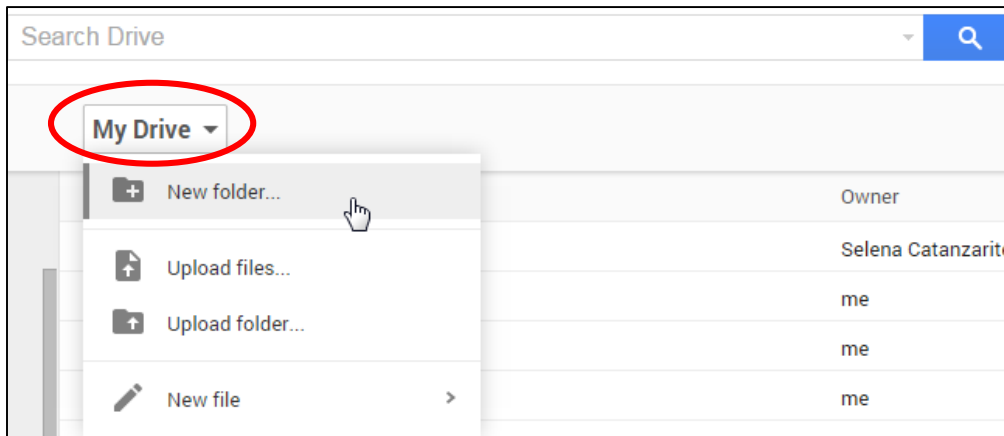 Search Drive
My Drive
New folder...
Owner
Upload files...
Selena Catanzarit
Upload folder...
me
me
New file
me